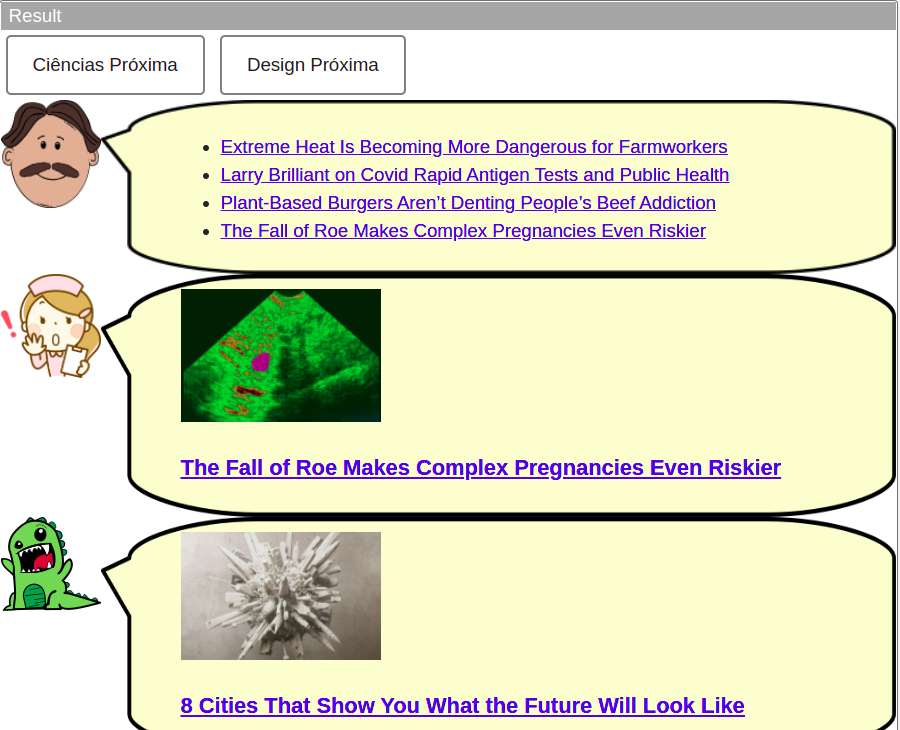 Result
Ciências Próxima
Design Próxima
Extreme Heat Is Becoming More Dangerous for Farmworkers
Larry Brilliant on Covid Rapid Antigen Tests and Public Health
Plant-Based Burgers Aren’t Denting People’s Beef Addiction
The Fall of Roe Makes Complex Pregnancies Even Riskier
The Fall of Roe Makes Complex Pregnancies Even Riskier
8 Cities That Show You What the Future Will Look Like